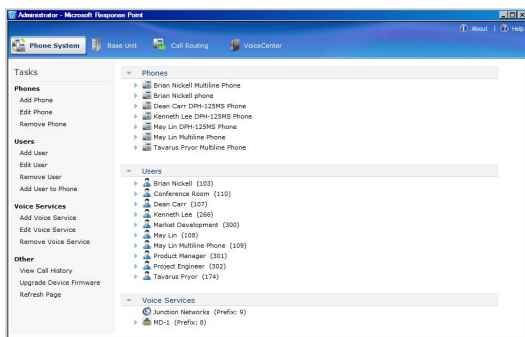 Administrator - Microsoft Response Point
About | Help
Phone System Base Unit Call Routing VoiceCenter
Tasks
Phones
Add Phone
Edit Phone
Remove Phone
Users
Add User
Edit User
Remove User
Add User to Phone
Voice Services
Add Voice Service
Edit Voice Service
Remove Voice Service
Other
View Call History
Upgrade Device Firmware
Refresh Page
Phones
Brian Nickell Multiline Phone
Brian Nickell phone
Dean Carr DPH-125MS Phone
Kenneth Lee DPH-125MS Phone
May Lin DPH-125MS Phone
May Lin Multiline Phone
Tavarus Pryor Multiline Phone
Users
Brian Nickell (103)
Conference Room (110)
Dean Carr (107)
Kenneth Lee (266)
Market Development (300)
May Lin (108)
May Lin Multiline Phone (109)
Product Manager (301)
Project Engineer (302)
Tavarus Pryor (174)
Voice Services
Junction Networks (Prefix: 9)
MD-1 (Prefix: 8)